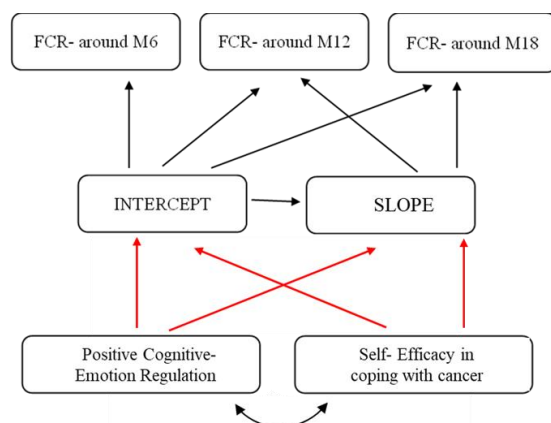 FCR- around M6
FCR- around M12
FCR- around M18
INTERCEPT
SLOPE
Positive Cognitive-
Emotion Regulation
Self- Efficacy in
coping with cancer